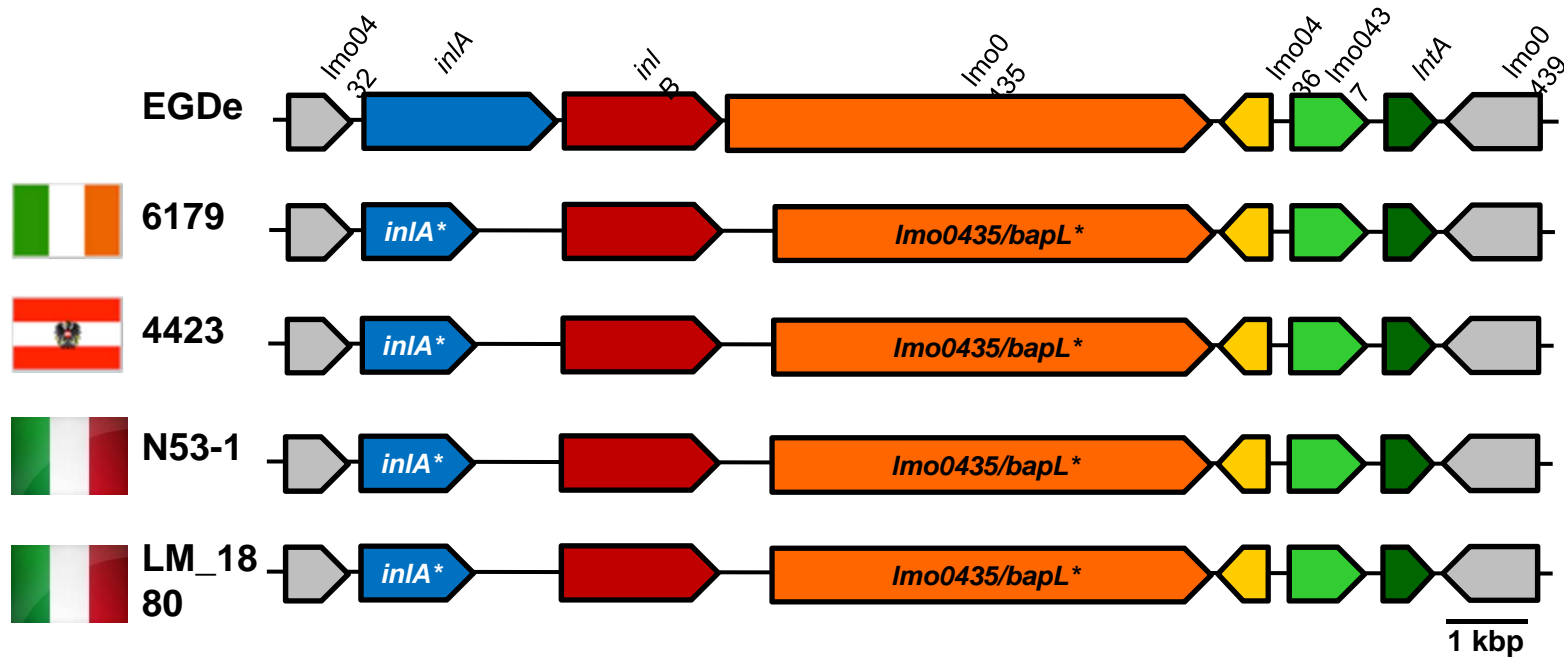 lmo04
32
inlA
inl
B
lmo0
435
lmo04
36
lmo043
7
lntA
lmo0
439
EGDe
6179
inlA*
lmo0435/bapL*
4423
inlA*
lmo0435/bapL*
N53-1
inlA*
lmo0435/bapL*
LM_18
80
inlA*
lmo0435/bapL*
1 kbp